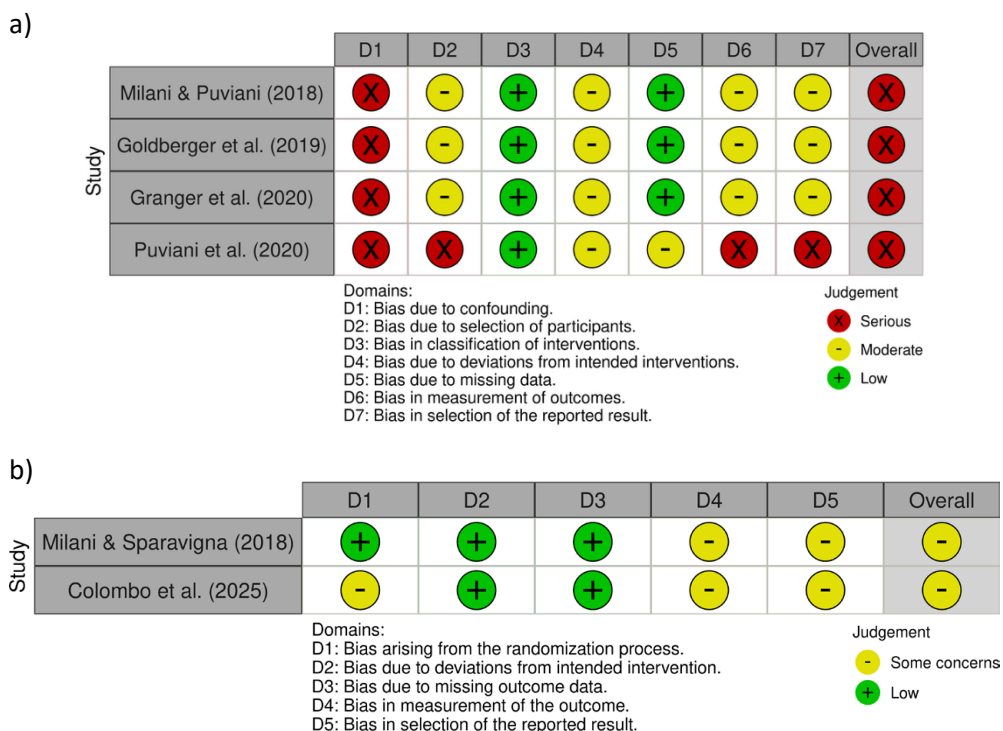 a)
D1 D2 D3 D4 D5 D6 D7 Overall
Study
Milani & Puviani (2018) X - + - + - - X
Goldberger et al. (2019) X - + - + - - X
Granger et al. (2020) X - + - + - - X
Puviani et al. (2020) X X + - - X X X
Domains:
D1: Bias due to confounding.
D2: Bias due to selection of participants.
D3: Bias in classification of interventions.
D4: Bias due to deviations from intended interventions.
D5: Bias due to missing data.
D6: Bias in measurement of outcomes.
D7: Bias in selection of the reported result.
Judgement
X Serious
- Moderate
+ Low
b)
D1 D2 D3 D4 D5 Overall
Study
Milani & Sparavigna (2018) + + + - - -
Colombo et al. (2025) - + + - - -
Domains:
D1: Bias arising from the randomization process.
D2: Bias due to deviations from intended intervention.
D3: Bias due to missing outcome data.
D4: Bias in measurement of the outcome.
D5: Bias in selection of the reported result.
Judgement
- Some concerns
+ Low